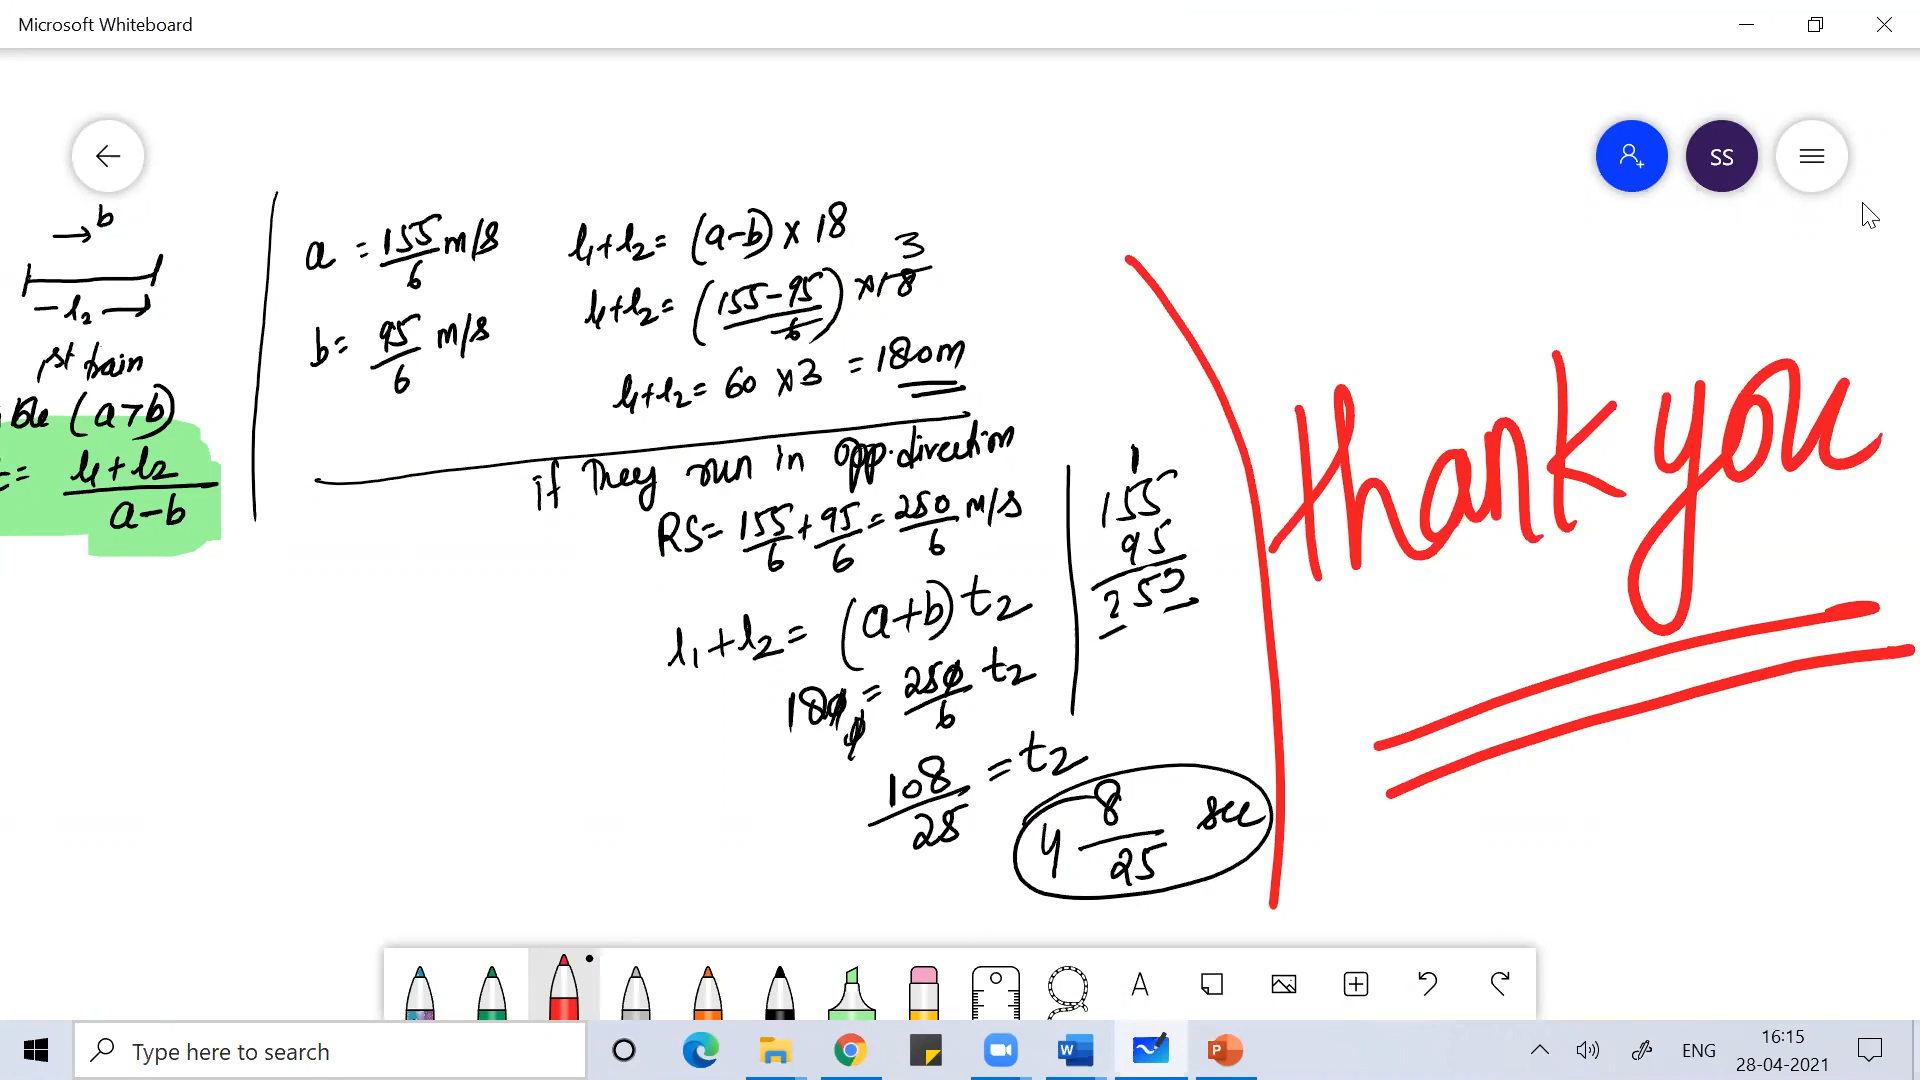 Microsoft Whiteboard
SS
b
l2
1st train
(a>b)
t = l1+l2 / a-b
a = 155/6 m/s
b = 95/6 m/s
l1+l2 = (a-b) × 18
l1+l2 = (155-95 / 6) × 18 3
l1+l2 = 60 × 3 = 180m
if They run in opp. direction
RS = 155/6 + 95/6 = 250/6 m/s
l1+l2 = (a+b) t2
180 = 250/6 t2
108/25 = t2
4 8/25 sec
1
155
95
250
Thank you
A
Type here to search
ENG
16:15
28-04-2021